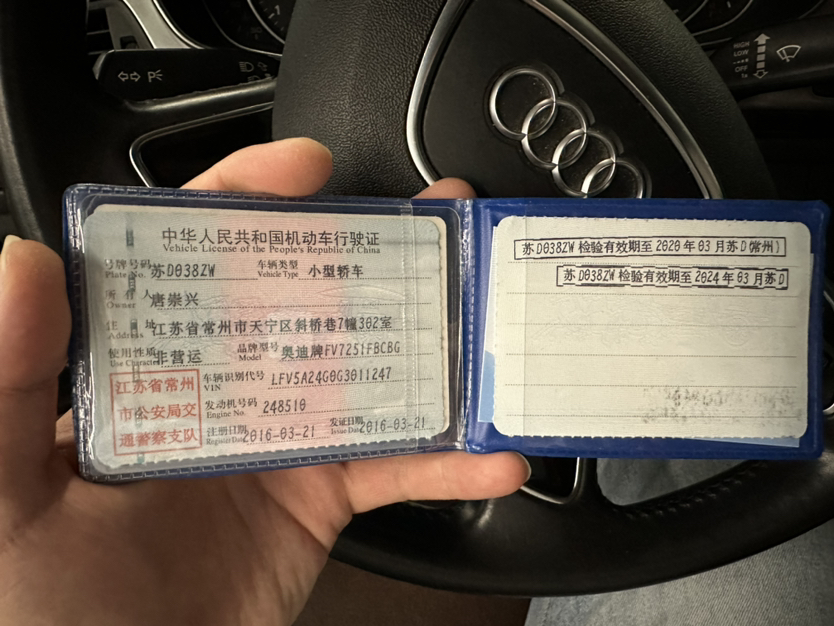 中华人民共和国机动车行驶证
Vehicle License of the People's Republic of China
号牌号码 苏D038ZW 车辆类型 小型轿车
Plate No. Vehicle Type
所有人 唐崇兴
Owner
住址 江苏省常州市天宁区斜桥巷7幢302室
Address
使用性质 非营运 品牌型号 奥迪牌FV7251FBCBG
Use Character Model
江苏省常州
市公安局交
通警察支队
车辆识别代号 LFV5A24G0G3011247
VIN
发动机号码 248510
Engine No.
注册日期 2016-03-21 发证日期 2016-03-21
Register Date Issue Date
苏D038ZW 检验有效期至 2020 年 03 月苏D(常州)
苏D038ZW 检验有效期至 2024 年 03 月苏D
HIGH
LOW
OFF
1x